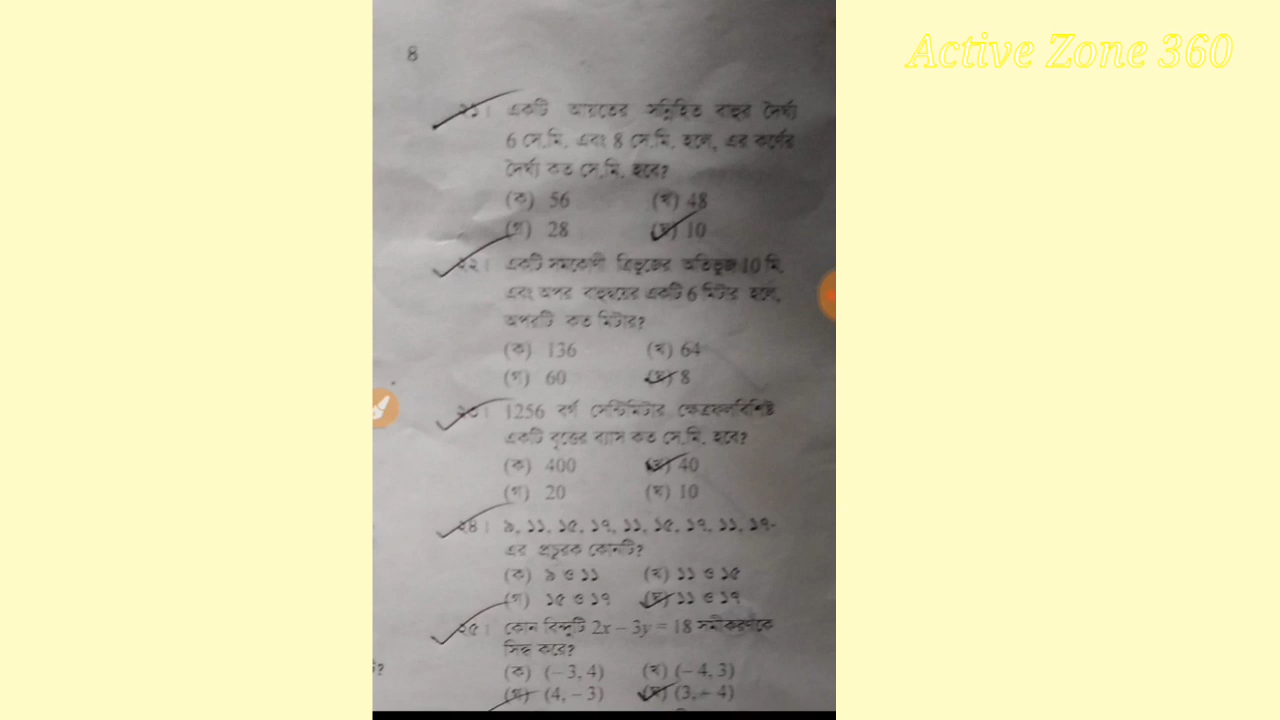 Active Zone 360
8
২১। একটি আয়তের সন্নিহিত বাহুর দৈর্ঘ্য
6 সে.মি. এবং 8 সে.মি. হলে, এর কর্ণের
দৈর্ঘ্য কত সে.মি. হবে?
(ক) 56 (খ) 48
(গ) 28 (ঘ) 10
২২। একটি সমকোণী ত্রিভুজের অতিভুজ 10 মি.
এবং অপর বাহুদ্বয়ের একটি 6 মিটার হলে,
অপরটি কত মিটার?
(ক) 136 (খ) 64
(গ) 60 (ঘ) 8
২৩। 1256 বর্গ সেন্টিমিটার ক্ষেত্রফলবিশিষ্ট
একটি বৃত্তের ব্যাস কত সে.মি. হবে?
(ক) 400 (খ) 40
(গ) 20 (ঘ) 10
২৪। ৯, ১১, ১৫, ১৭, ১১, ১৫, ১৭, ১১, ১৭-
এর প্রচুরক কোনটি?
(ক) ৯ ও ১১ (খ) ১১ ও ১৫
(গ) ১৫ ও ১৭ (ঘ) ১১ ও ১৭
২৫। কোন বিন্দুটি 2x – 3y = 18 সমীকরণকে
সিদ্ধ করে?
(ক) (– 3, 4) (খ) (– 4, 3)
(গ) (4, – 3) (ঘ) (3, – 4)